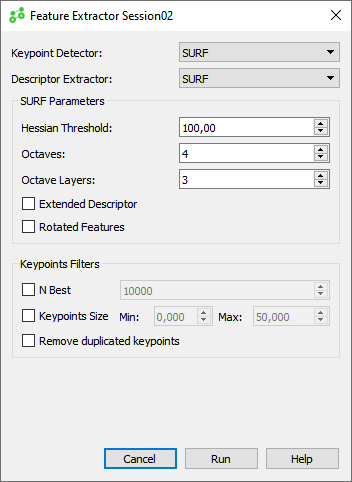 Feature Extractor Session02
Keypoint Detector: SURF
Descriptor Extractor: SURF
SURF Parameters
Hessian Threshold: 100,00
Octaves: 4
Octave Layers: 3
Extended Descriptor
Rotated Features
Keypoints Filters
N Best 10000
Keypoints Size Min: 0,000 Max: 50,000
Remove duplicated keypoints
Cancel Run Help